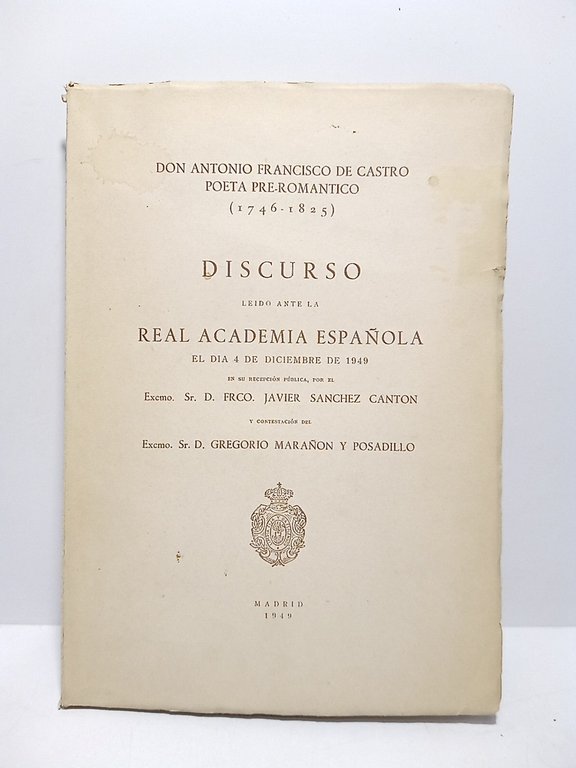 DON ANTONIO FRANCISCO DE CASTRO
POETA PRE-ROMANTICO
(1746-1825)
DISCURSO
LEIDO ANTE LA
REAL ACADEMIA ESPAÑOLA
EL DIA 4 DE DICIEMBRE DE 1949
EN SU RECEPCIÓN PÚBLICA, POR EL
Excmo. Sr. D. FRCO. JAVIER SANCHEZ CANTON
Y CONTESTACIÓN DEL
Excmo. Sr. D. GREGORIO MARAÑON Y POSADILLO
MADRID
1949